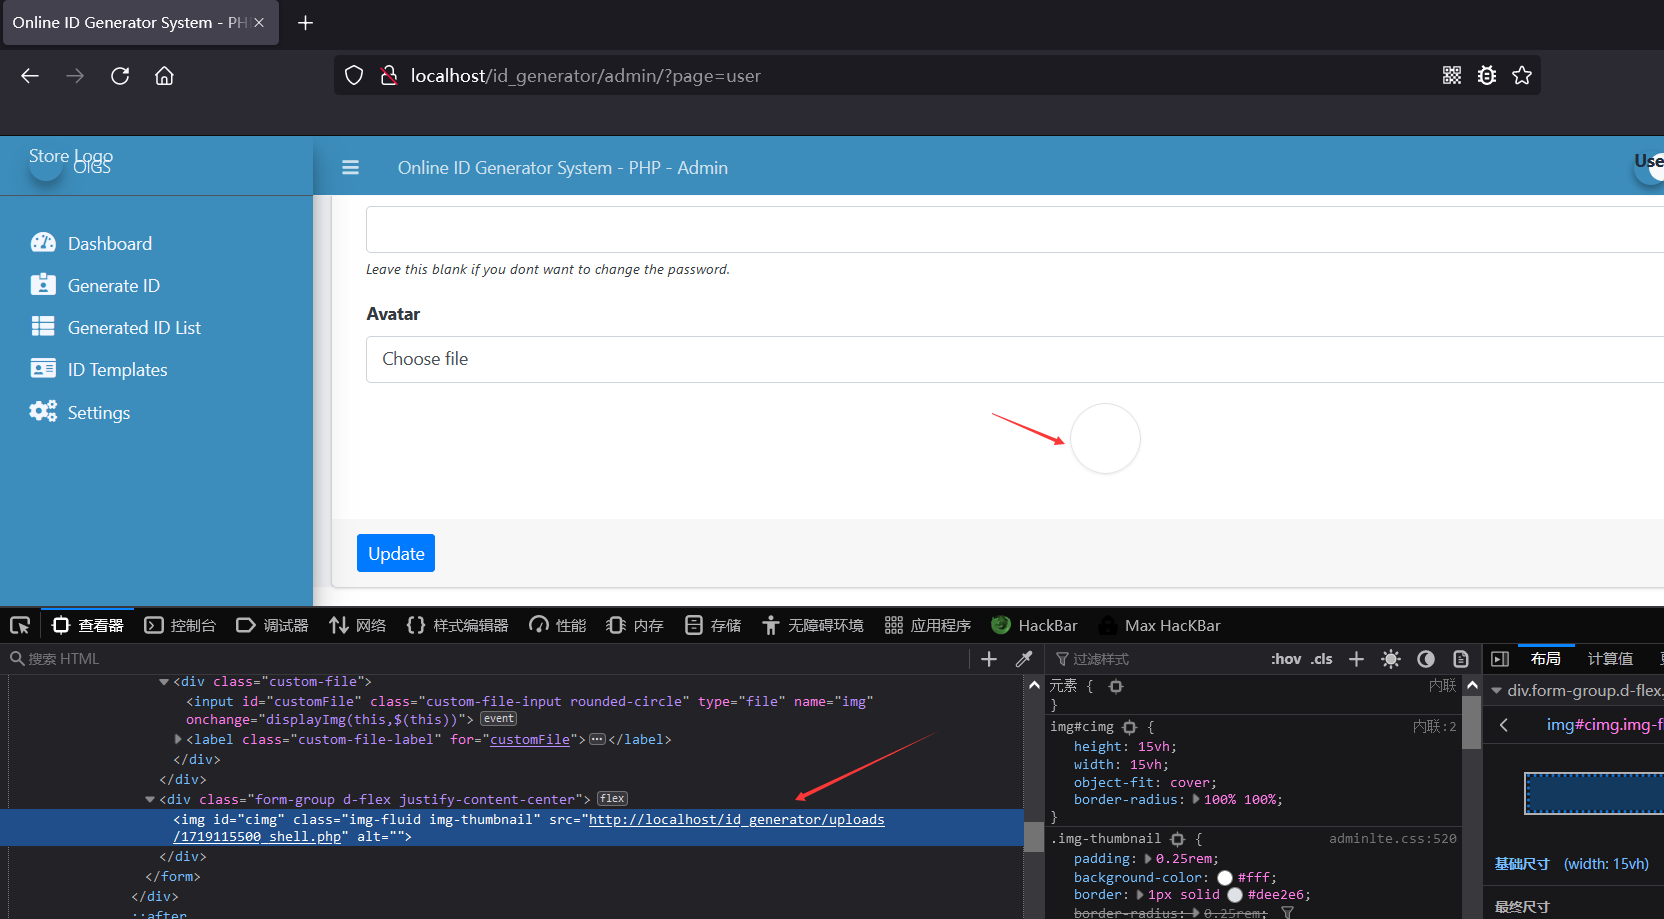 Online ID Generator System - PH
localhost/id_generator/admin/?page=user
Store Logo
OIGS
Online ID Generator System - PHP - Admin
Use
Dashboard
Generate ID
Generated ID List
ID Templates
Settings
Leave this blank if you dont want to change the password.
Avatar
Choose file
Update
查看器
控制台
调试器
网络
样式编辑器
性能
内存
存储
无障碍环境
应用程序
HackBar
Max HacKBar
搜索 HTML
<div class="custom-file">
<input id="customFile" class="custom-file-input rounded-circle" type="file" name="img"
onchange="displayImg(this,$(this))"> event
<label class="custom-file-label" for="customFile"></label>
</div>
</div>
<div class="form-group d-flex justify-content-center"> flex
<img id="cimg" class="img-fluid img-thumbnail" src="http://localhost/id_generator/uploads
/1719115500_shell.php" alt="">
</div>
</form>
</div>
::after
过滤样式
:hov .cls
元素 { 内联
}
img#cimg { 内联:2
height: 15vh;
width: 15vh;
object-fit: cover;
border-radius: 100% 100%;
}
.img-thumbnail { adminlte.css:520
padding: 0.25rem;
background-color: #fff;
border: 1px solid #dee2e6;
border-radius: 0.25rem;
布局
计算值
div.form-group.d-flex.
img#cimg.img-f
基础尺寸 (width: 15vh)
最终尺寸